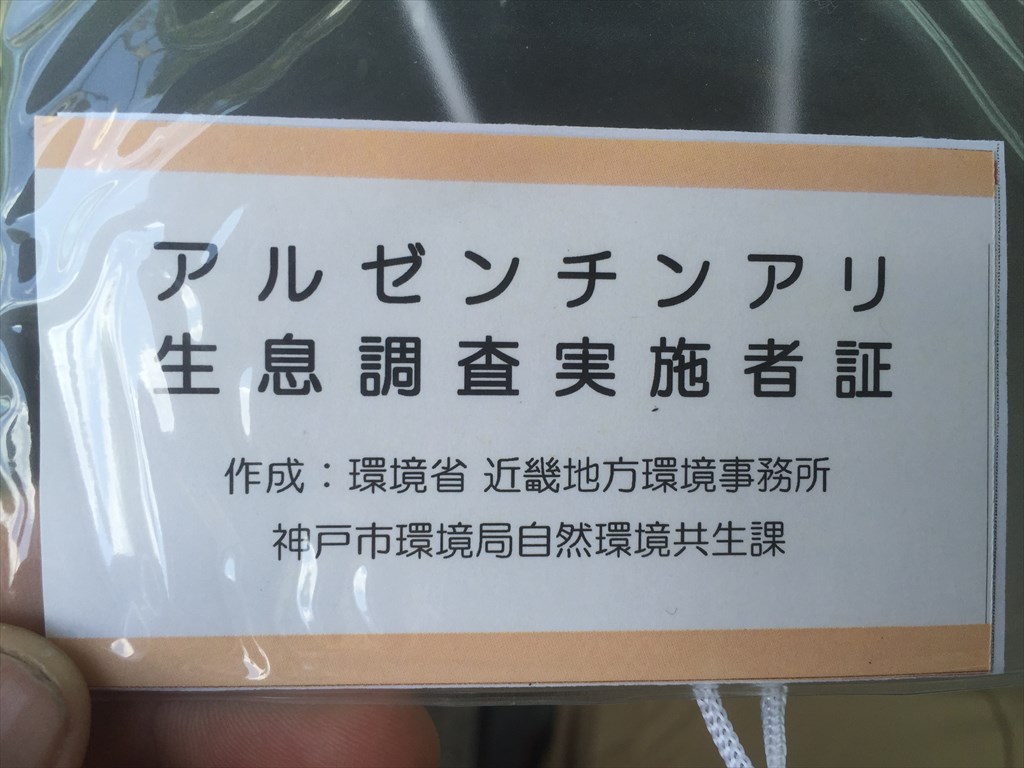 アルゼンチンアリ
生息調査実施者証
作成：環境省 近畿地方環境事務所
神戸市環境局自然環境共生課